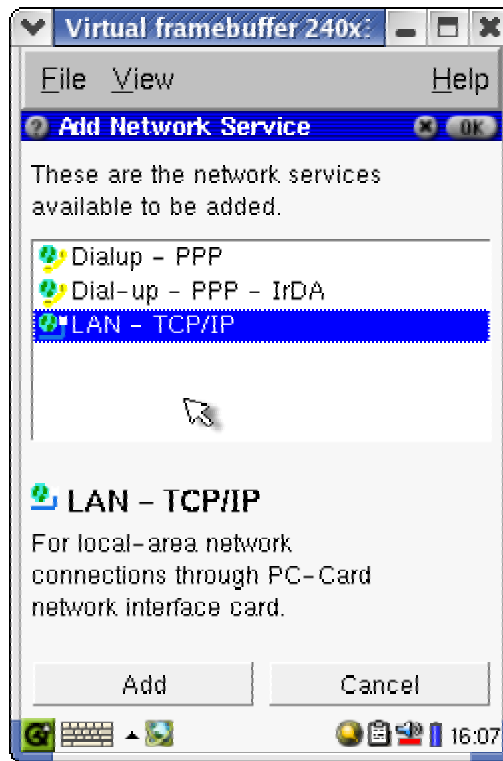 Virtual framebuffer 240x3
File View Help
Add Network Service OK
These are the network services
available to be added.
Dialup - PPP
Dial-up - PPP - IrDA
LAN - TCP/IP
LAN - TCP/IP
For local-area network
connections through PC-Card
network interface card.
Add Cancel
16:07